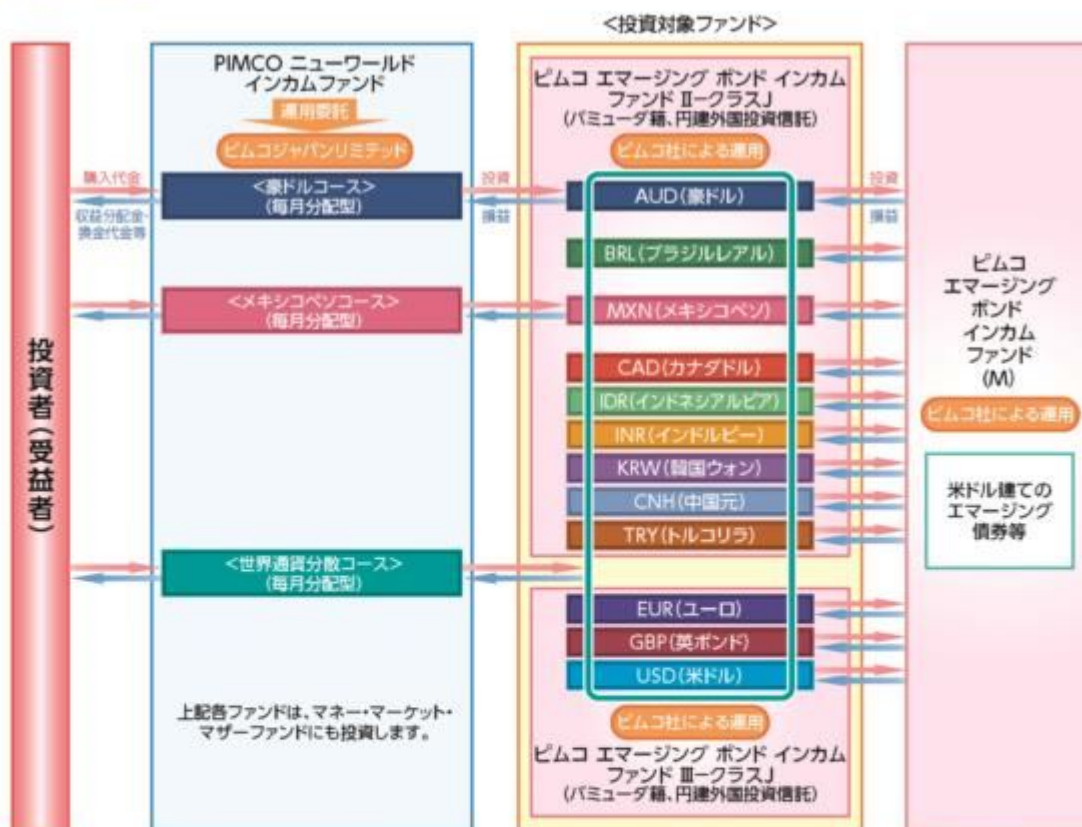 <投資対象ファンド>
PIMCO ニューワールド
インカムファンド
運用委託
ピムコジャパンリミテッド
購入代金
収益分配金・
換金代金等
<豪ドルコース>
(毎月分配型)
投資
損益
<メキシコペソコース>
(毎月分配型)
投資者(受益者)
<世界通貨分散コース>
(毎月分配型)
上記各ファンドは、マネー・マーケット・
マザーファンドにも投資します。
ピムコ エマージング ボンド インカム
ファンド Ⅱ-クラスJ
(バミューダ籍、円建外国投資信託)
ピムコ社による運用
AUD(豪ドル)
BRL(ブラジルレアル)
MXN(メキシコペソ)
CAD(カナダドル)
IDR(インドネシアルピア)
INR(インドルピー)
KRW(韓国ウォン)
CNH(中国元)
TRY(トルコリラ)
EUR(ユーロ)
GBP(英ポンド)
USD(米ドル)
ピムコ社による運用
ピムコ エマージング ボンド インカム
ファンド Ⅲ-クラスJ
(バミューダ籍、円建外国投資信託)
投資
損益
ピムコ
エマージング
ボンド
インカム
ファンド
(M)
ピムコ社による運用
米ドル建ての
エマージング
債券等